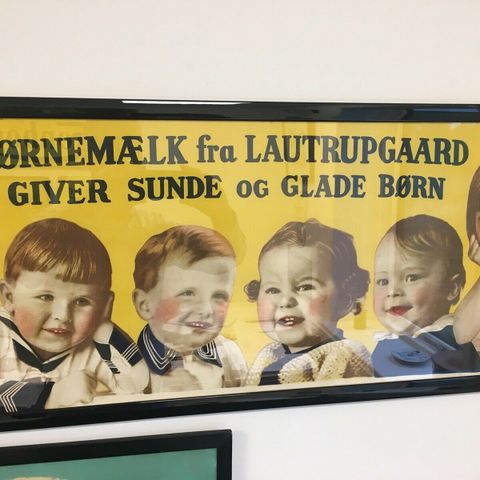 ØRNEMÆLK fra LAUTRUPGAARD
GIVER SUNDE OG GLADE BØRN